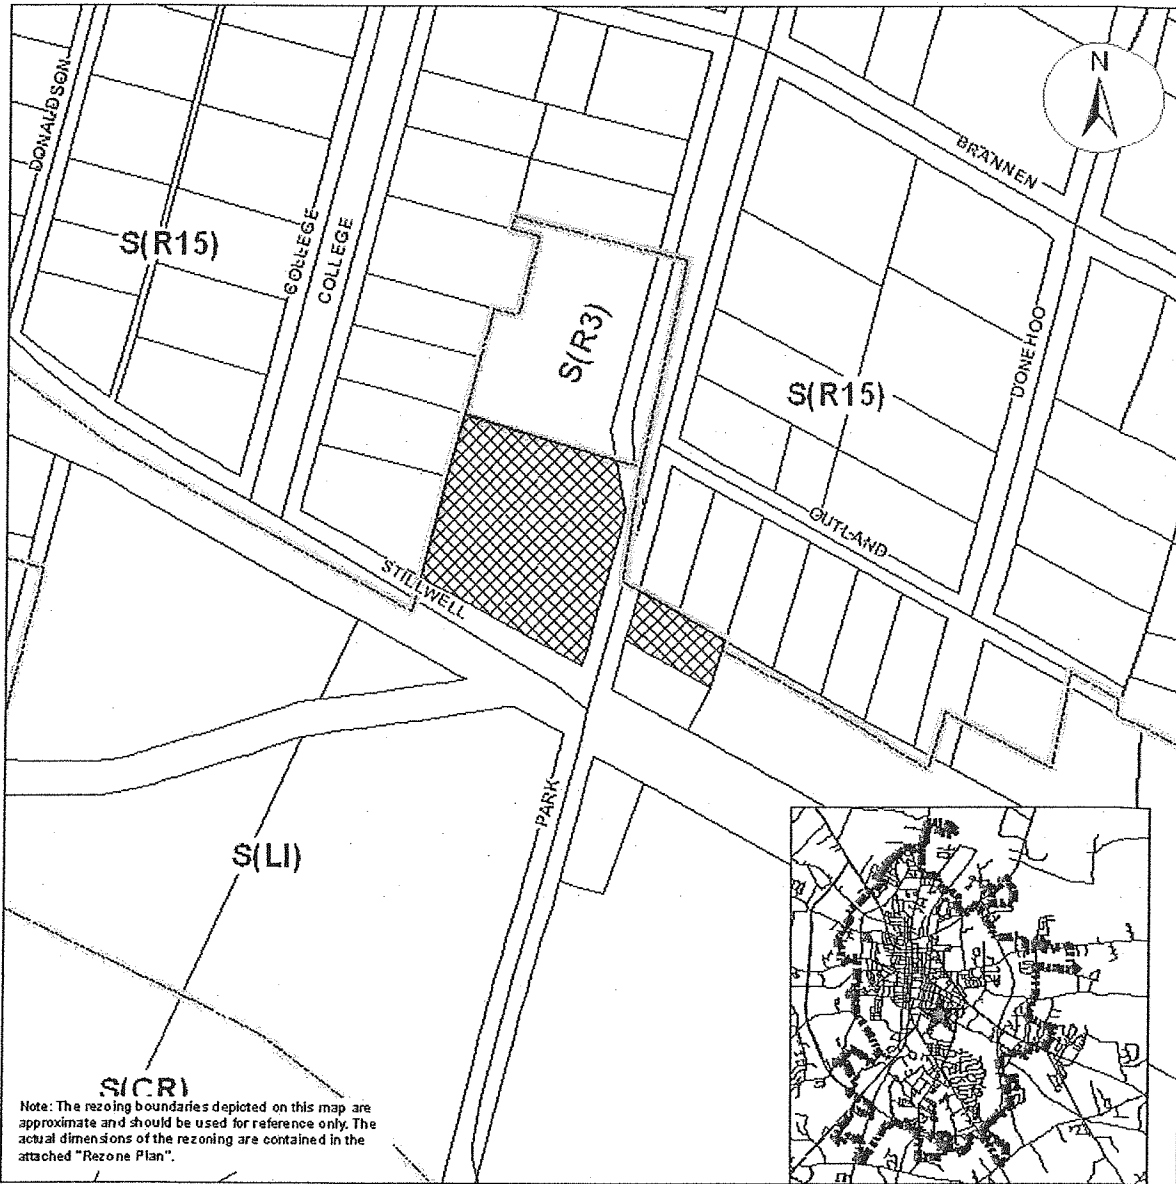 N
DONALDSON
BRANNEN
S(R15)
COLLEGE
COLLEGE
S(R3)
DONEHOO
S(R15)
OUTLAND
STILLWELL
PARK
S(LI)
S(CR)
Note: The rezoing boundaries depicted on this map are
approximate and should be used for reference only. The
actual dimensions of the rezoning are contained in the
attached "Rezone Plan".